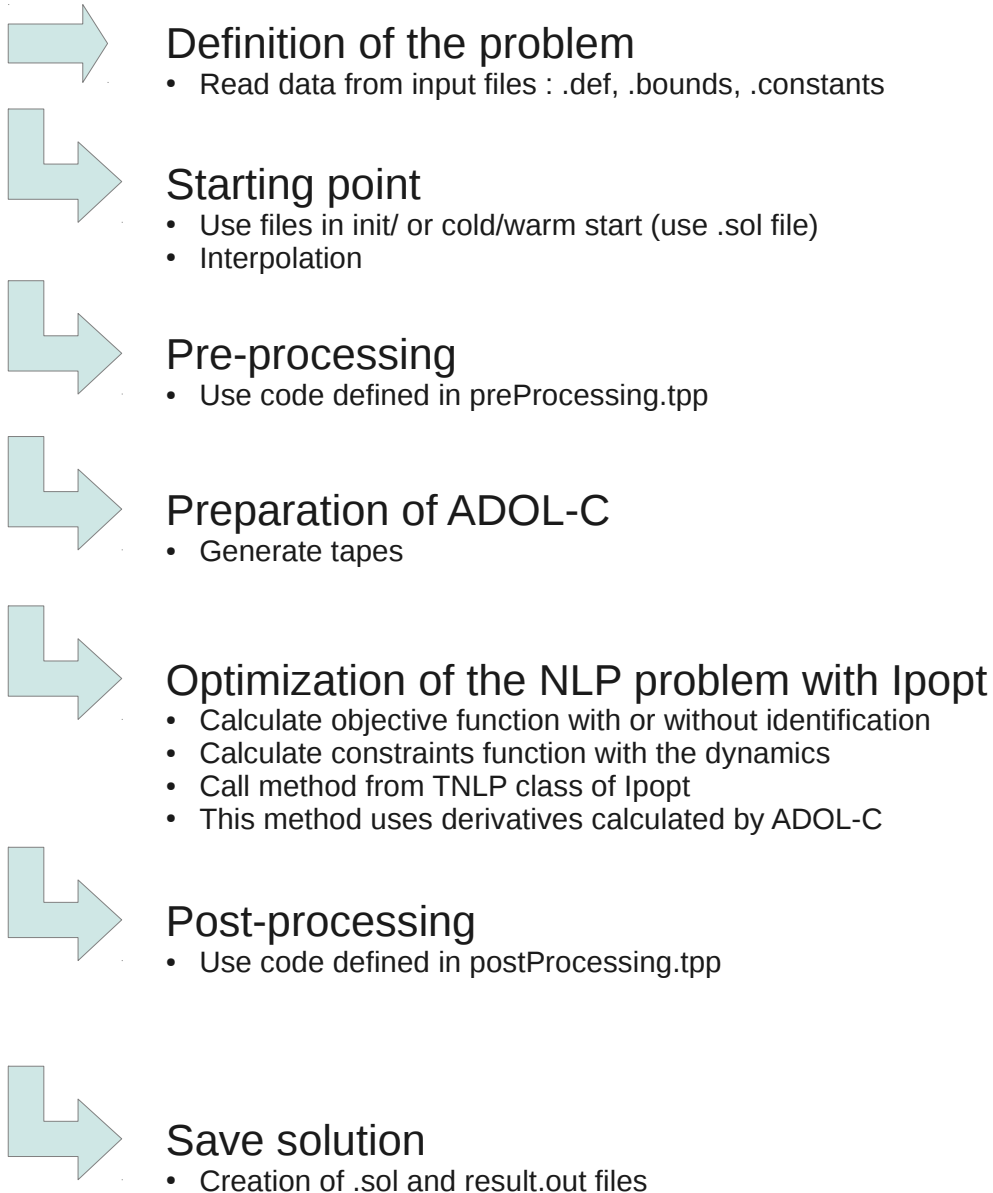 Definition of the problem
• Read data from input files : .def, .bounds, .constants
Starting point
• Use files in init/ or cold/warm start (use .sol file)
• Interpolation
Pre-processing
• Use code defined in preProcessing.tpp
Preparation of ADOL-C
• Generate tapes
Optimization of the NLP problem with Ipopt
• Calculate objective function with or without identification
• Calculate constraints function with the dynamics
• Call method from TNLP class of Ipopt
• This method uses derivatives calculated by ADOL-C
Post-processing
• Use code defined in postProcessing.tpp
Save solution
• Creation of .sol and result.out files